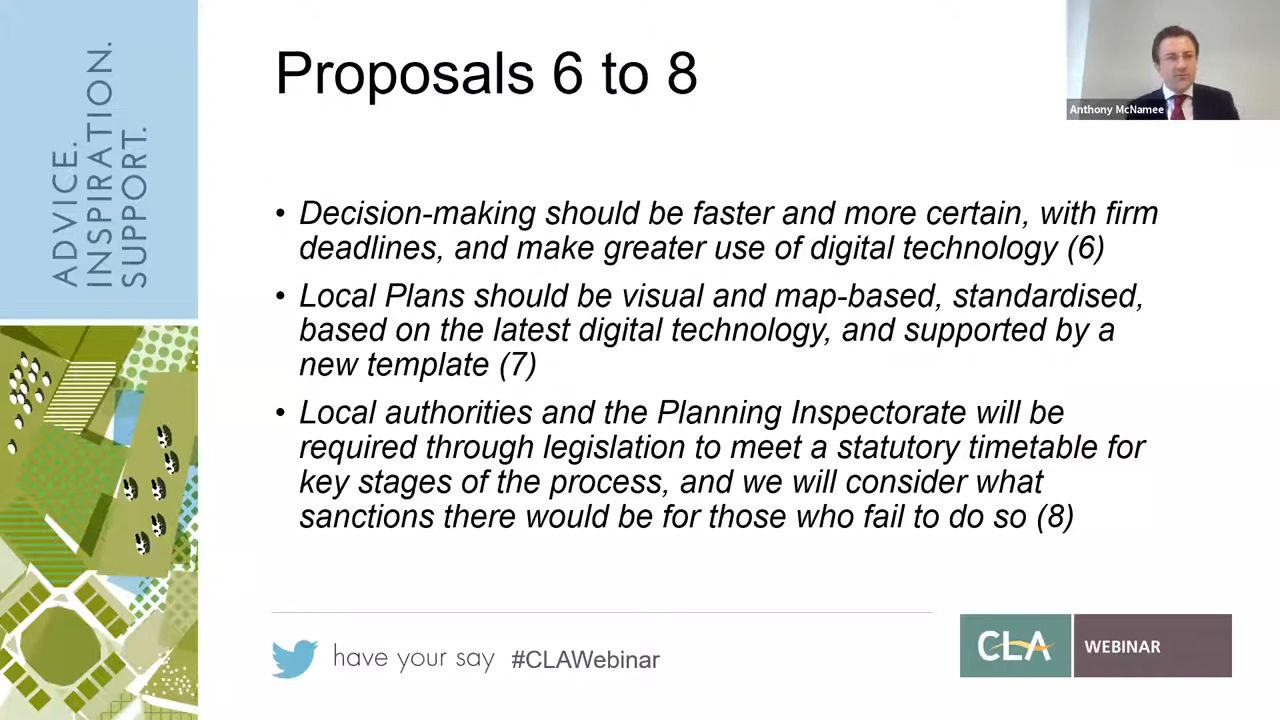 ADVICE.
INSPIRATION.
SUPPORT.
Proposals 6 to 8
Anthony McNamee
• Decision-making should be faster and more certain, with firm
deadlines, and make greater use of digital technology (6)
• Local Plans should be visual and map-based, standardised,
based on the latest digital technology, and supported by a
new template (7)
• Local authorities and the Planning Inspectorate will be
required through legislation to meet a statutory timetable for
key stages of the process, and we will consider what
sanctions there would be for those who fail to do so (8)
have your say #CLAWebinar
CLA WEBINAR